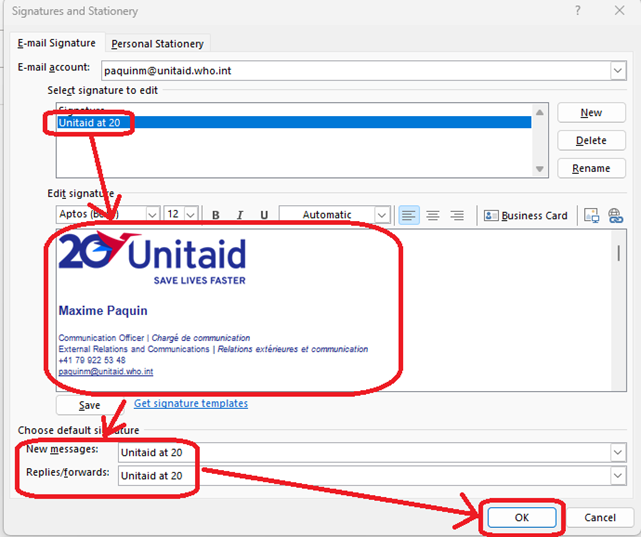 Signatures and Stationery ? ×
E-mail Signature Personal Stationery
E-mail account: paquinm@unitaid.who.int
Select signature to edit
Signature
Unitaid at 20
New
Delete
Rename
Edit signature
Aptos (Body) 12 B I U Automatic Business Card
20 Unitaid
SAVE LIVES FASTER
Maxime Paquin
Communication Officer | Chargé de communication
External Relations and Communications | Relations extérieures et communication
+41 79 922 53 48
paquinm@unitaid.who.int
Save Get signature templates
Choose default signature
New messages: Unitaid at 20
Replies/forwards: Unitaid at 20
OK Cancel